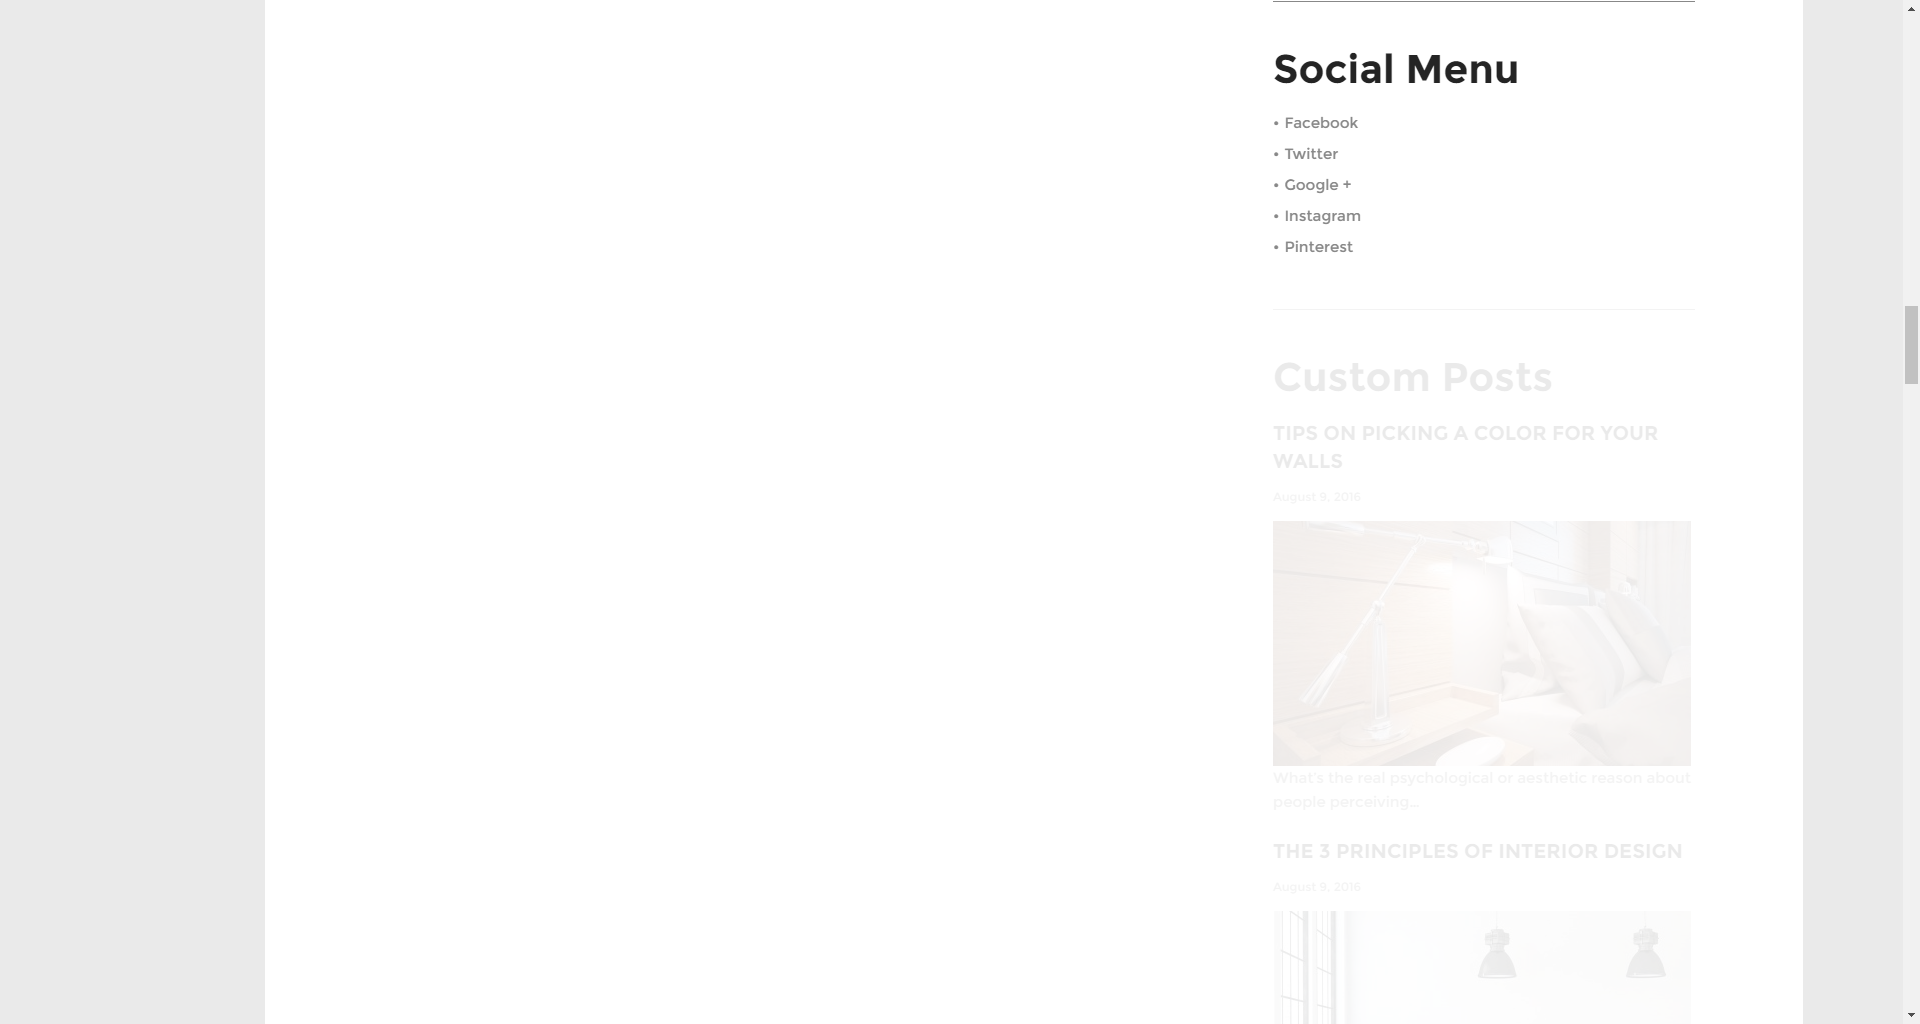 Social Menu
• Facebook
• Twitter
• Google +
• Instagram
• Pinterest
Custom Posts
TIPS ON PICKING A COLOR FOR YOUR
WALLS
August 9, 2016
What's the real psychological or aesthetic reason about
people perceiving...
THE 3 PRINCIPLES OF INTERIOR DESIGN
August 9, 2016